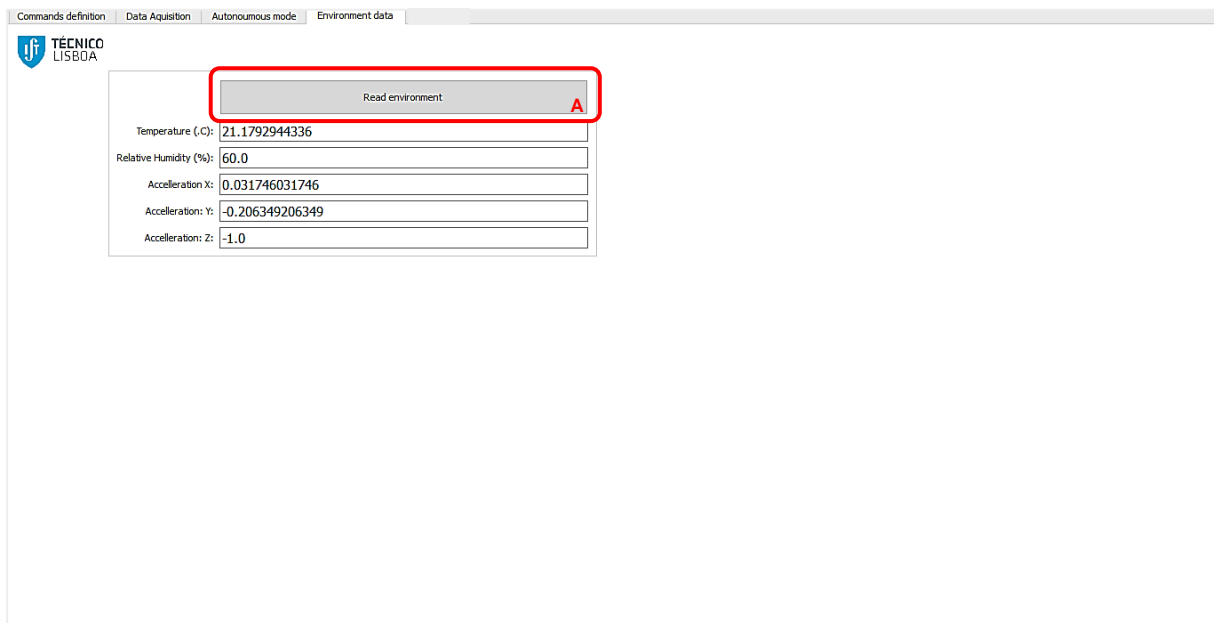 Commands definition Data Aquisition Autonoumous mode Environment data
TÉCNICO
LISBOA
Read environment
A
Temperature (.C): 21.1792944336
Relative Humidity (%): 60.0
Accelleration X: 0.031746031746
Accelleration: Y: -0.206349206349
Accelleration: Z: -1.0